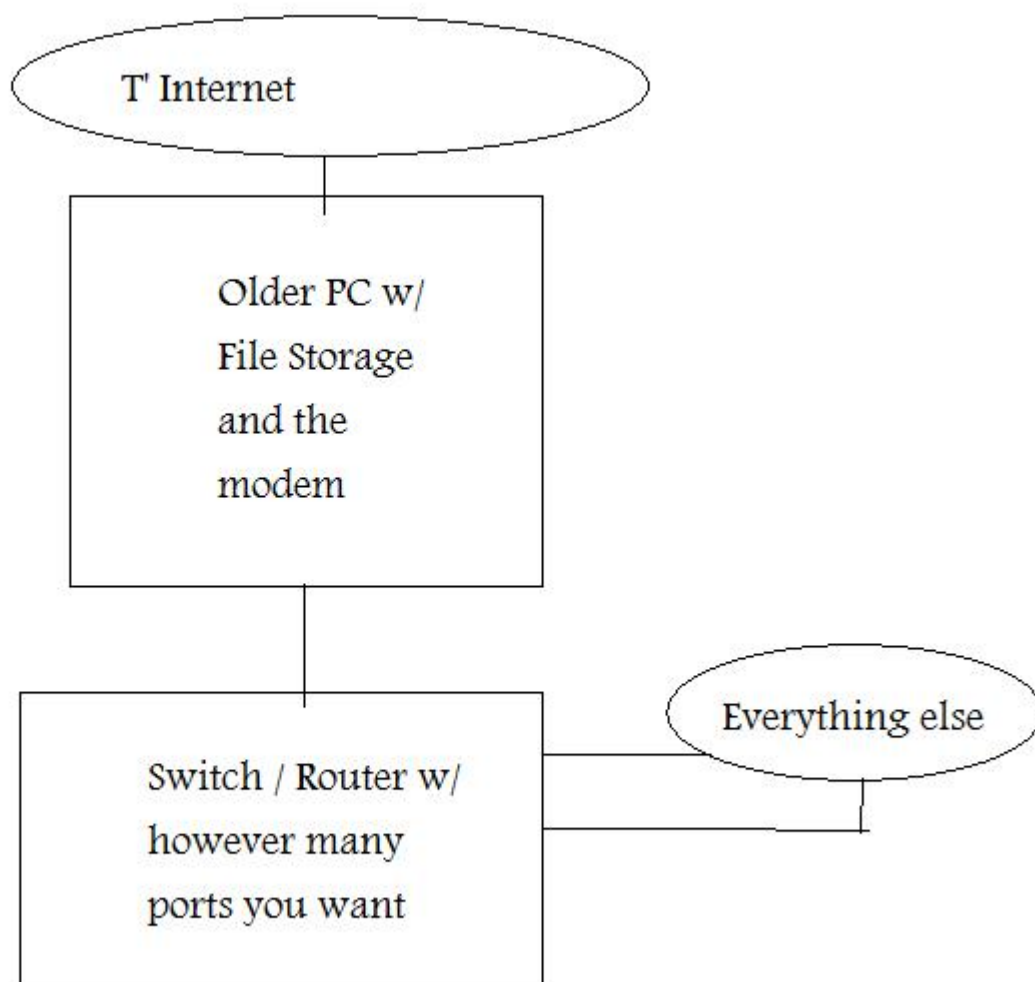 T' Internet
Older PC w/
File Storage
and the
modem
Everything else
Switch / Router w/
however many
ports you want